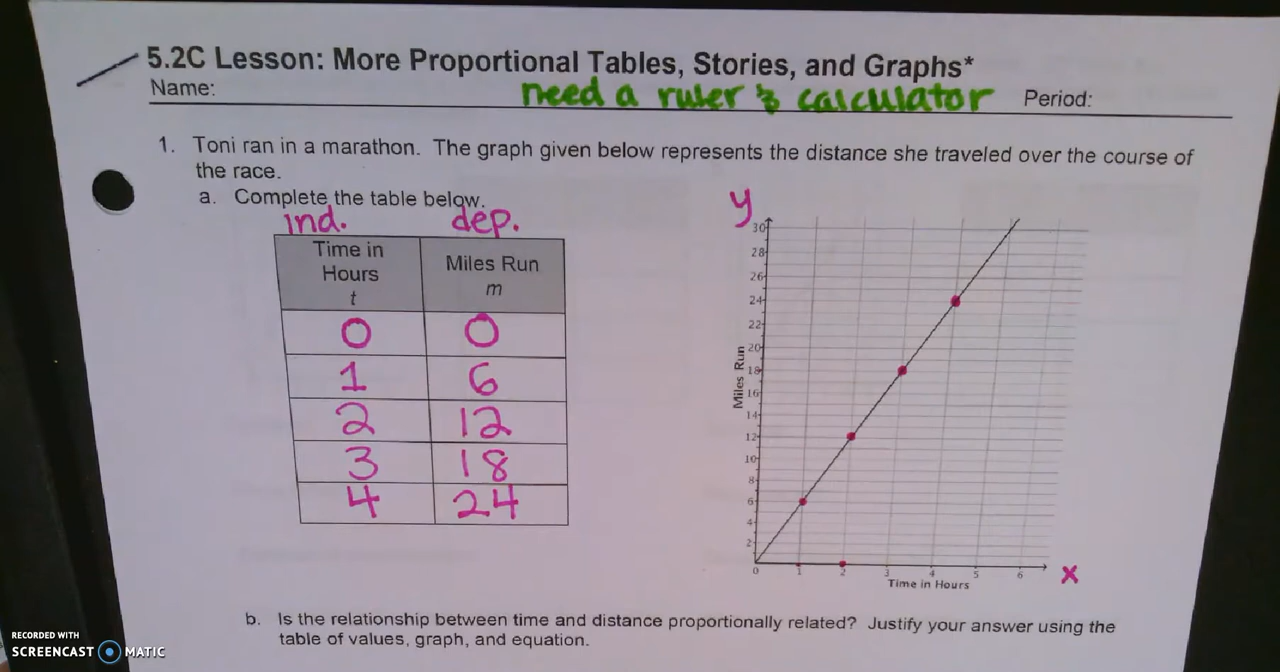 5.2C Lesson: More Proportional Tables, Stories, and Graphs*
Name: need a ruler & calculator Period:
1. Toni ran in a marathon. The graph given below represents the distance she traveled over the course of
the race.
a. Complete the table below.
ind. dep.
Time in Hours t Miles Run m
0 0
1 6
2 12
3 18
4 24
y
30
28
26
24
22
20
18
16
14
12
10
8
6
4
2
Miles Run
0 1 2 3 4 5 6 x
Time in Hours
b. Is the relationship between time and distance proportionally related? Justify your answer using the
table of values, graph, and equation.
RECORDED WITH
SCREENCAST MATIC